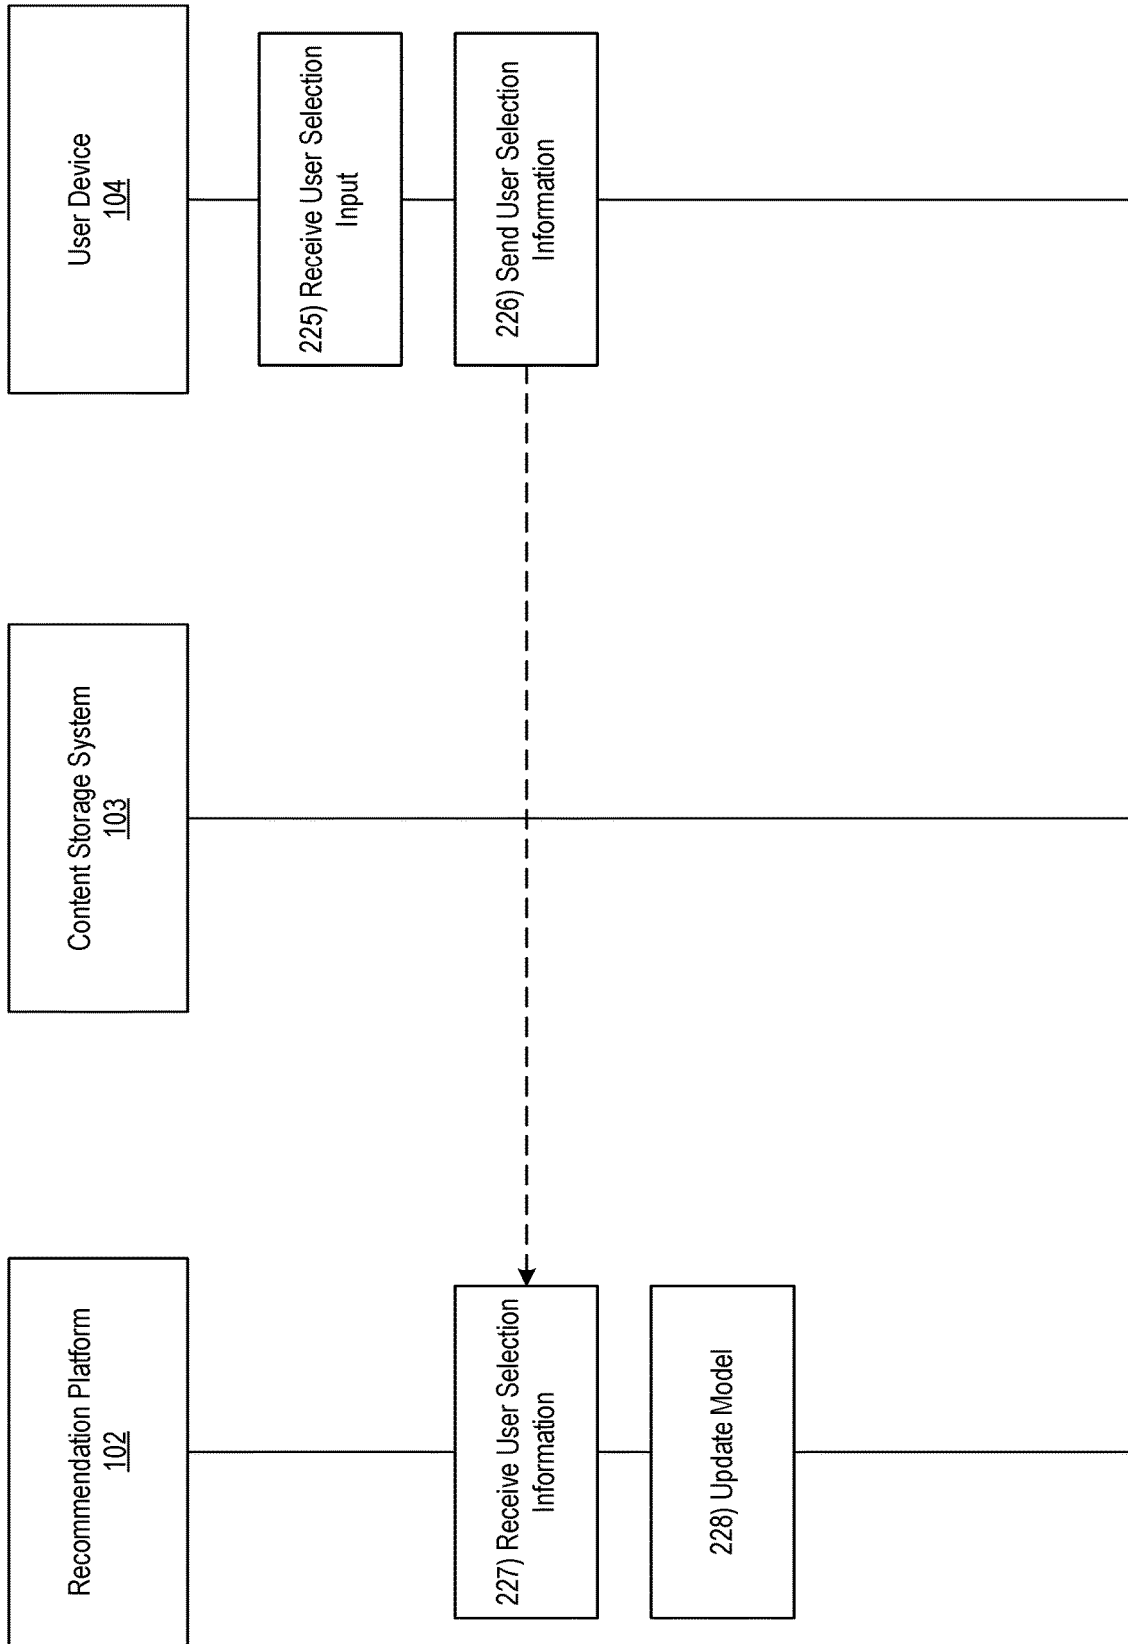 Recommendation Platform
102
Content Storage System
103
User Device
104
225) Receive User Selection
Input
226) Send User Selection
Information
227) Receive User Selection
Information
228) Update Model